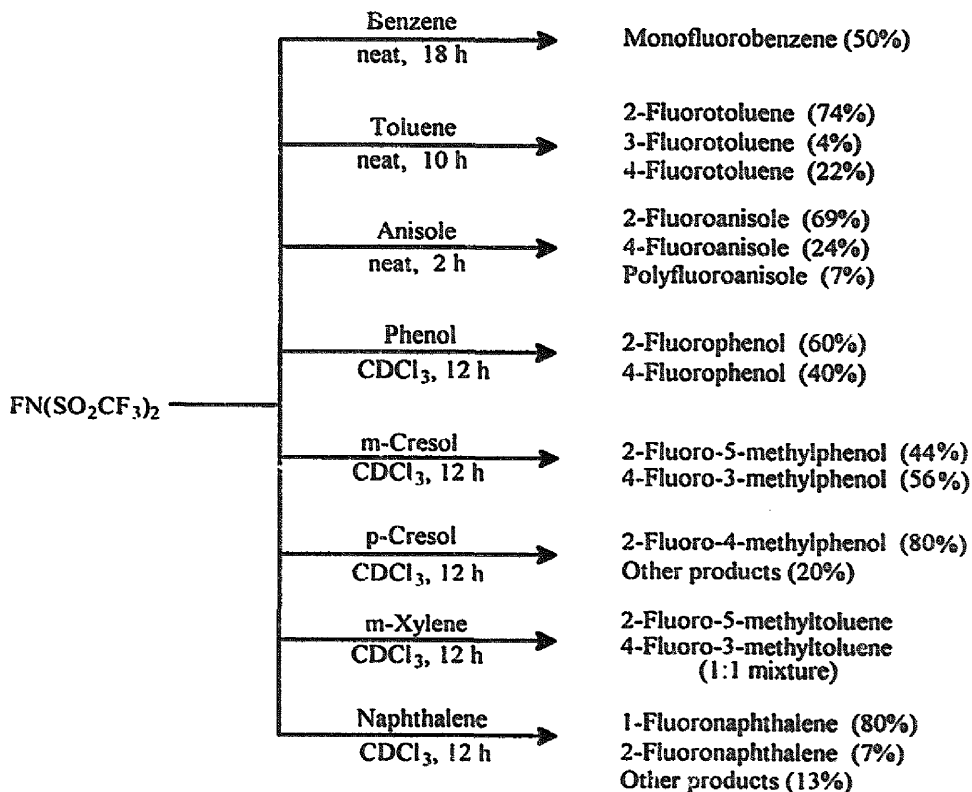 Benzene
neat, 18 h
Monofluorobenzene (50%)
Toluene
neat, 10 h
2-Fluorotoluene (74%)
3-Fluorotoluene (4%)
4-Fluorotoluene (22%)
Anisole
neat, 2 h
2-Fluoroanisole (69%)
4-Fluoroanisole (24%)
Polyfluoroanisole (7%)
Phenol
CDCl₃, 12 h
2-Fluorophenol (60%)
4-Fluorophenol (40%)
FN(SO₂CF₃)₂
m-Cresol
CDCl₃, 12 h
2-Fluoro-5-methylphenol (44%)
4-Fluoro-3-methylphenol (56%)
p-Cresol
CDCl₃, 12 h
2-Fluoro-4-methylphenol (80%)
Other products (20%)
m-Xylene
CDCl₃, 12 h
2-Fluoro-5-methyltoluene
4-Fluoro-3-methyltoluene
(1:1 mixture)
Naphthalene
CDCl₃, 12 h
1-Fluoronaphthalene (80%)
2-Fluoronaphthalene (7%)
Other products (13%)